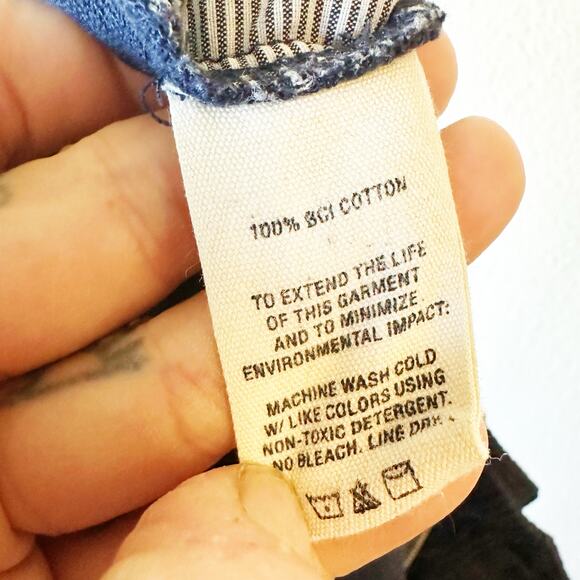 100% BCI COTTON
TO EXTEND THE LIFE
OF THIS GARMENT
AND TO MINIMIZE
ENVIRONMENTAL IMPACT:
MACHINE WASH COLD
W/ LIKE COLORS USING
NON-TOXIC DETERGENT.
NO BLEACH. LINE DRY.